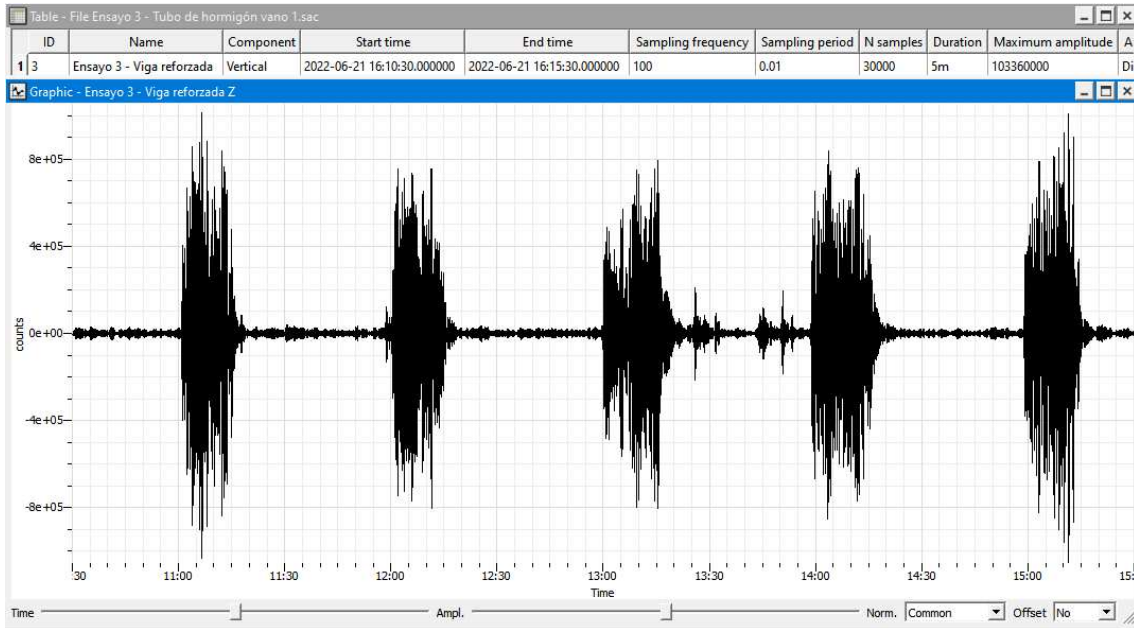 Table - File Ensayo 3 - Tubo de hormigón vano 1.sac
ID Name Component Start time End time Sampling frequency Sampling period N samples Duration Maximum amplitude A
1 3 Ensayo 3 - Viga reforzada Vertical 2022-06-21 16:10:30.000000 2022-06-21 16:15:30.000000 100 0.01 30000 5m 103360000 Di
Graphic - Ensayo 3 - Viga reforzada Z
8e+05
4e+05
0e+00
-4e+05
-8e+05
counts
:30 11:00 11:30 12:00 12:30 13:00 13:30 14:00 14:30 15:00 15:
Time
Time Ampl. Norm. Common Offset No